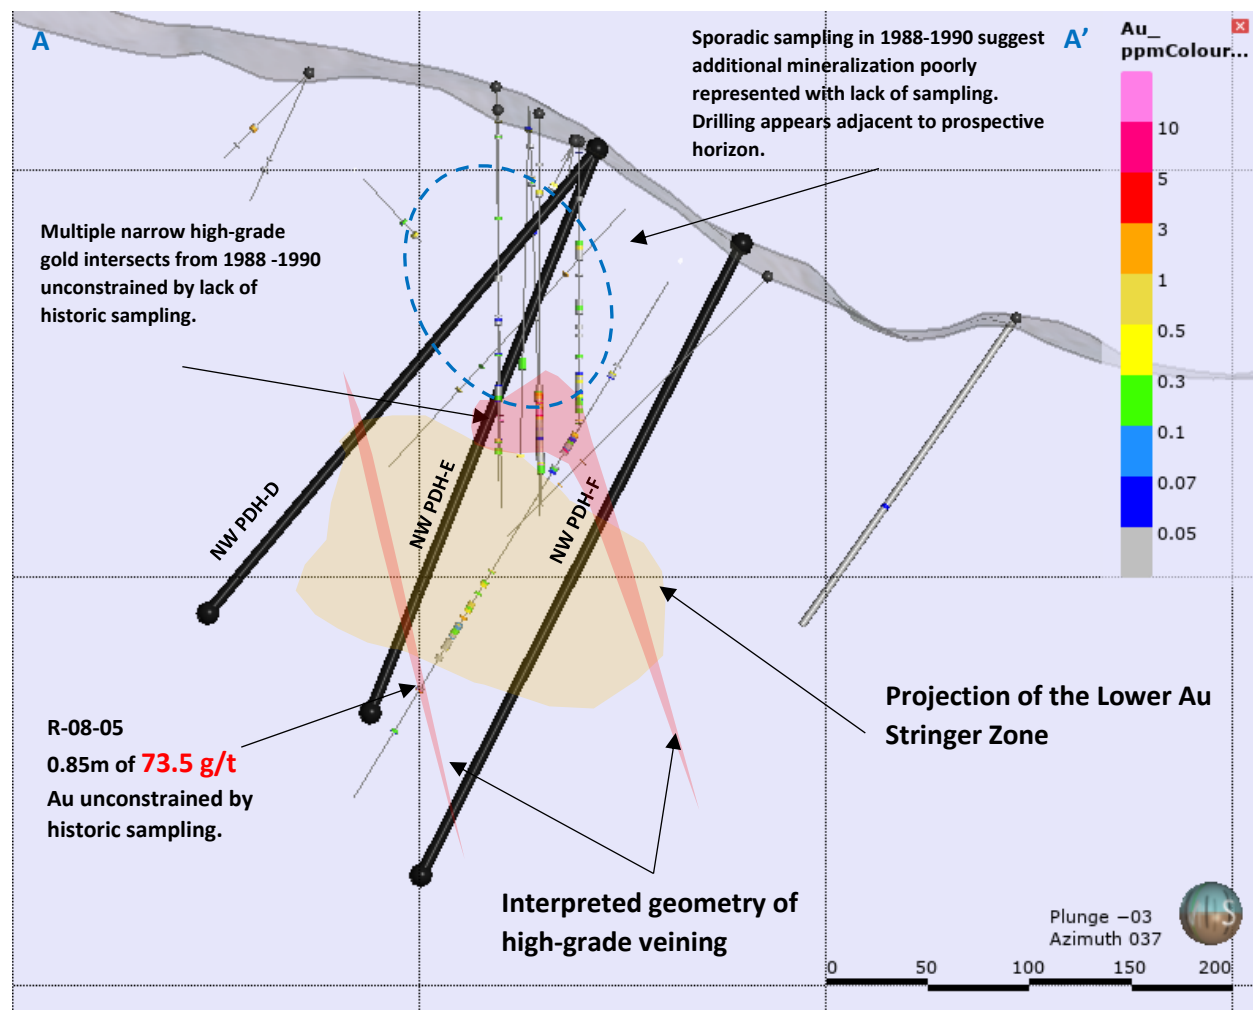 A
Sporadic sampling in 1988-1990 suggest
additional mineralization poorly
represented with lack of sampling.
Drilling appears adjacent to prospective
horizon.
A’
Au_
ppmColour...
10
5
3
1
0.5
0.3
0.1
0.07
0.05
Multiple narrow high-grade
gold intersects from 1988 -1990
unconstrained by lack of
historic sampling.
NW PDH-D
NW PDH-E
NW PDH-F
R-08-05
0.85m of 73.5 g/t
Au unconstrained by
historic sampling.
Projection of the Lower Au
Stringer Zone
Interpreted geometry of
high-grade veining
Plunge −03
Azimuth 037
S
0 50 100 150 200